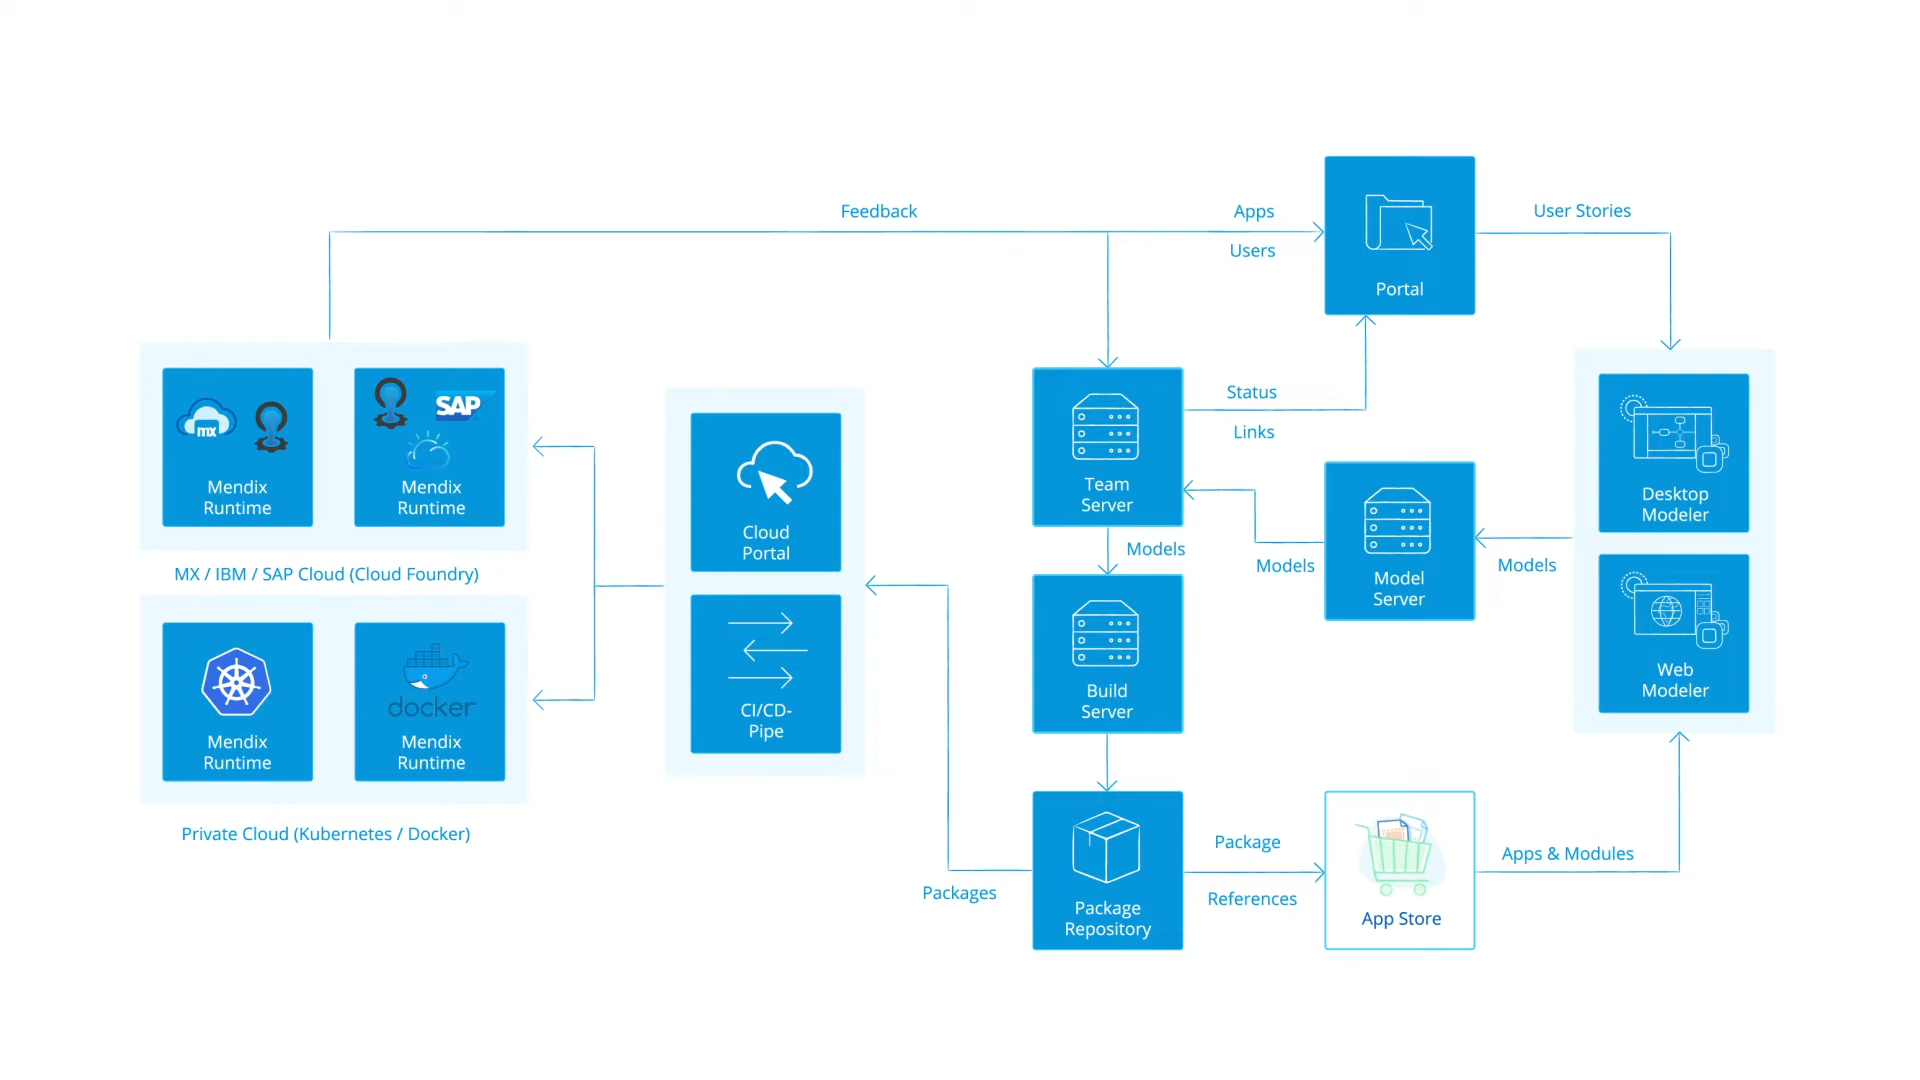 Feedback
Apps
Users
Portal
User Stories
mx
Mendix
Runtime
SAP
Mendix
Runtime
MX / IBM / SAP Cloud (Cloud Foundry)
Mendix
Runtime
docker
Mendix
Runtime
Private Cloud (Kubernetes / Docker)
Cloud
Portal
CI/CD-
Pipe
Team
Server
Status
Links
Models
Build
Server
Models
Model
Server
Models
Desktop
Modeler
Web
Modeler
Packages
Package
Repository
Package
References
App Store
Apps & Modules